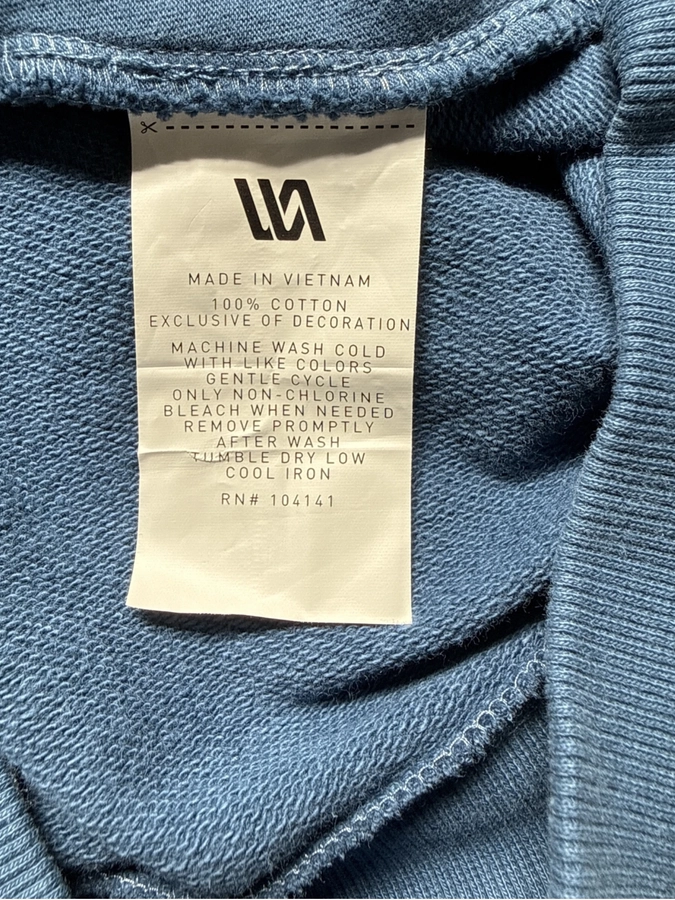 MADE IN VIETNAM
100% COTTON
EXCLUSIVE OF DECORATION
MACHINE WASH COLD
WITH LIKE COLORS
GENTLE CYCLE
ONLY NON-CHLORINE
BLEACH WHEN NEEDED
REMOVE PROMPTLY
AFTER WASH
TUMBLE DRY LOW
COOL IRON
RN# 104141